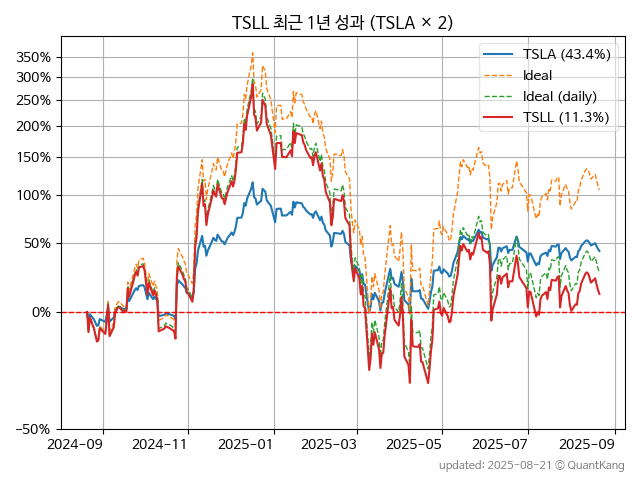 TSLL 최근 1년 성과 (TSLA × 2)
350%
300%
250%
200%
150%
100%
50%
0%
−50%
TSLA (43.4%)
Ideal
Ideal (daily)
TSLL (11.3%)
2024-09
2024-11
2025-01
2025-03
2025-05
2025-07
2025-09
updated: 2025-08-21 © QuantKang